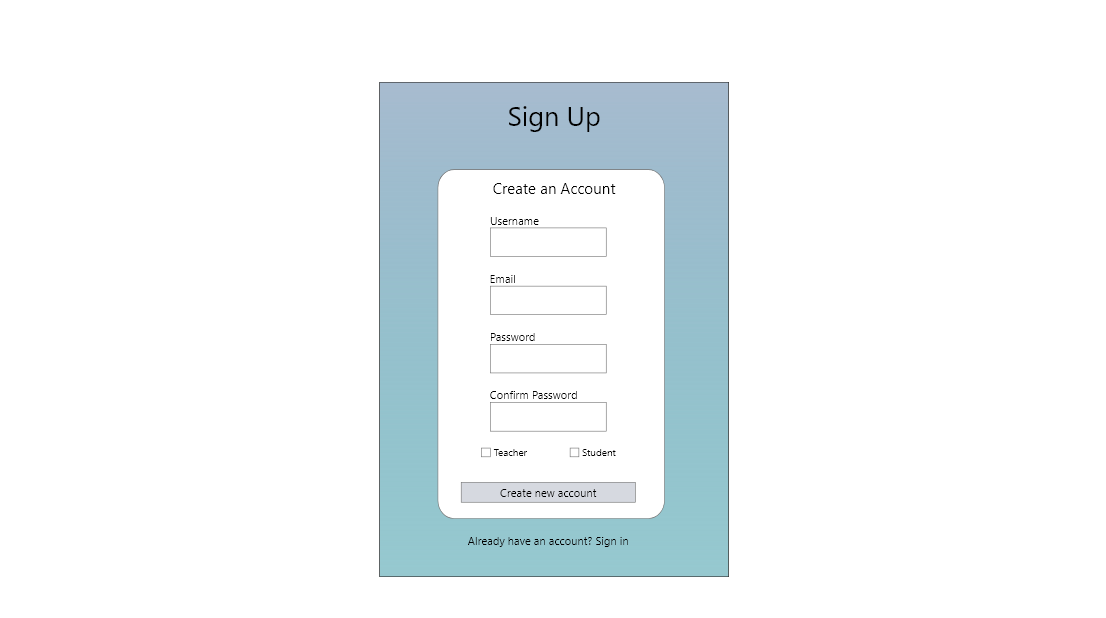 Sign Up
Create an Account
Username
Email
Password
Confirm Password
Teacher Student
Create new account
Already have an account? Sign in